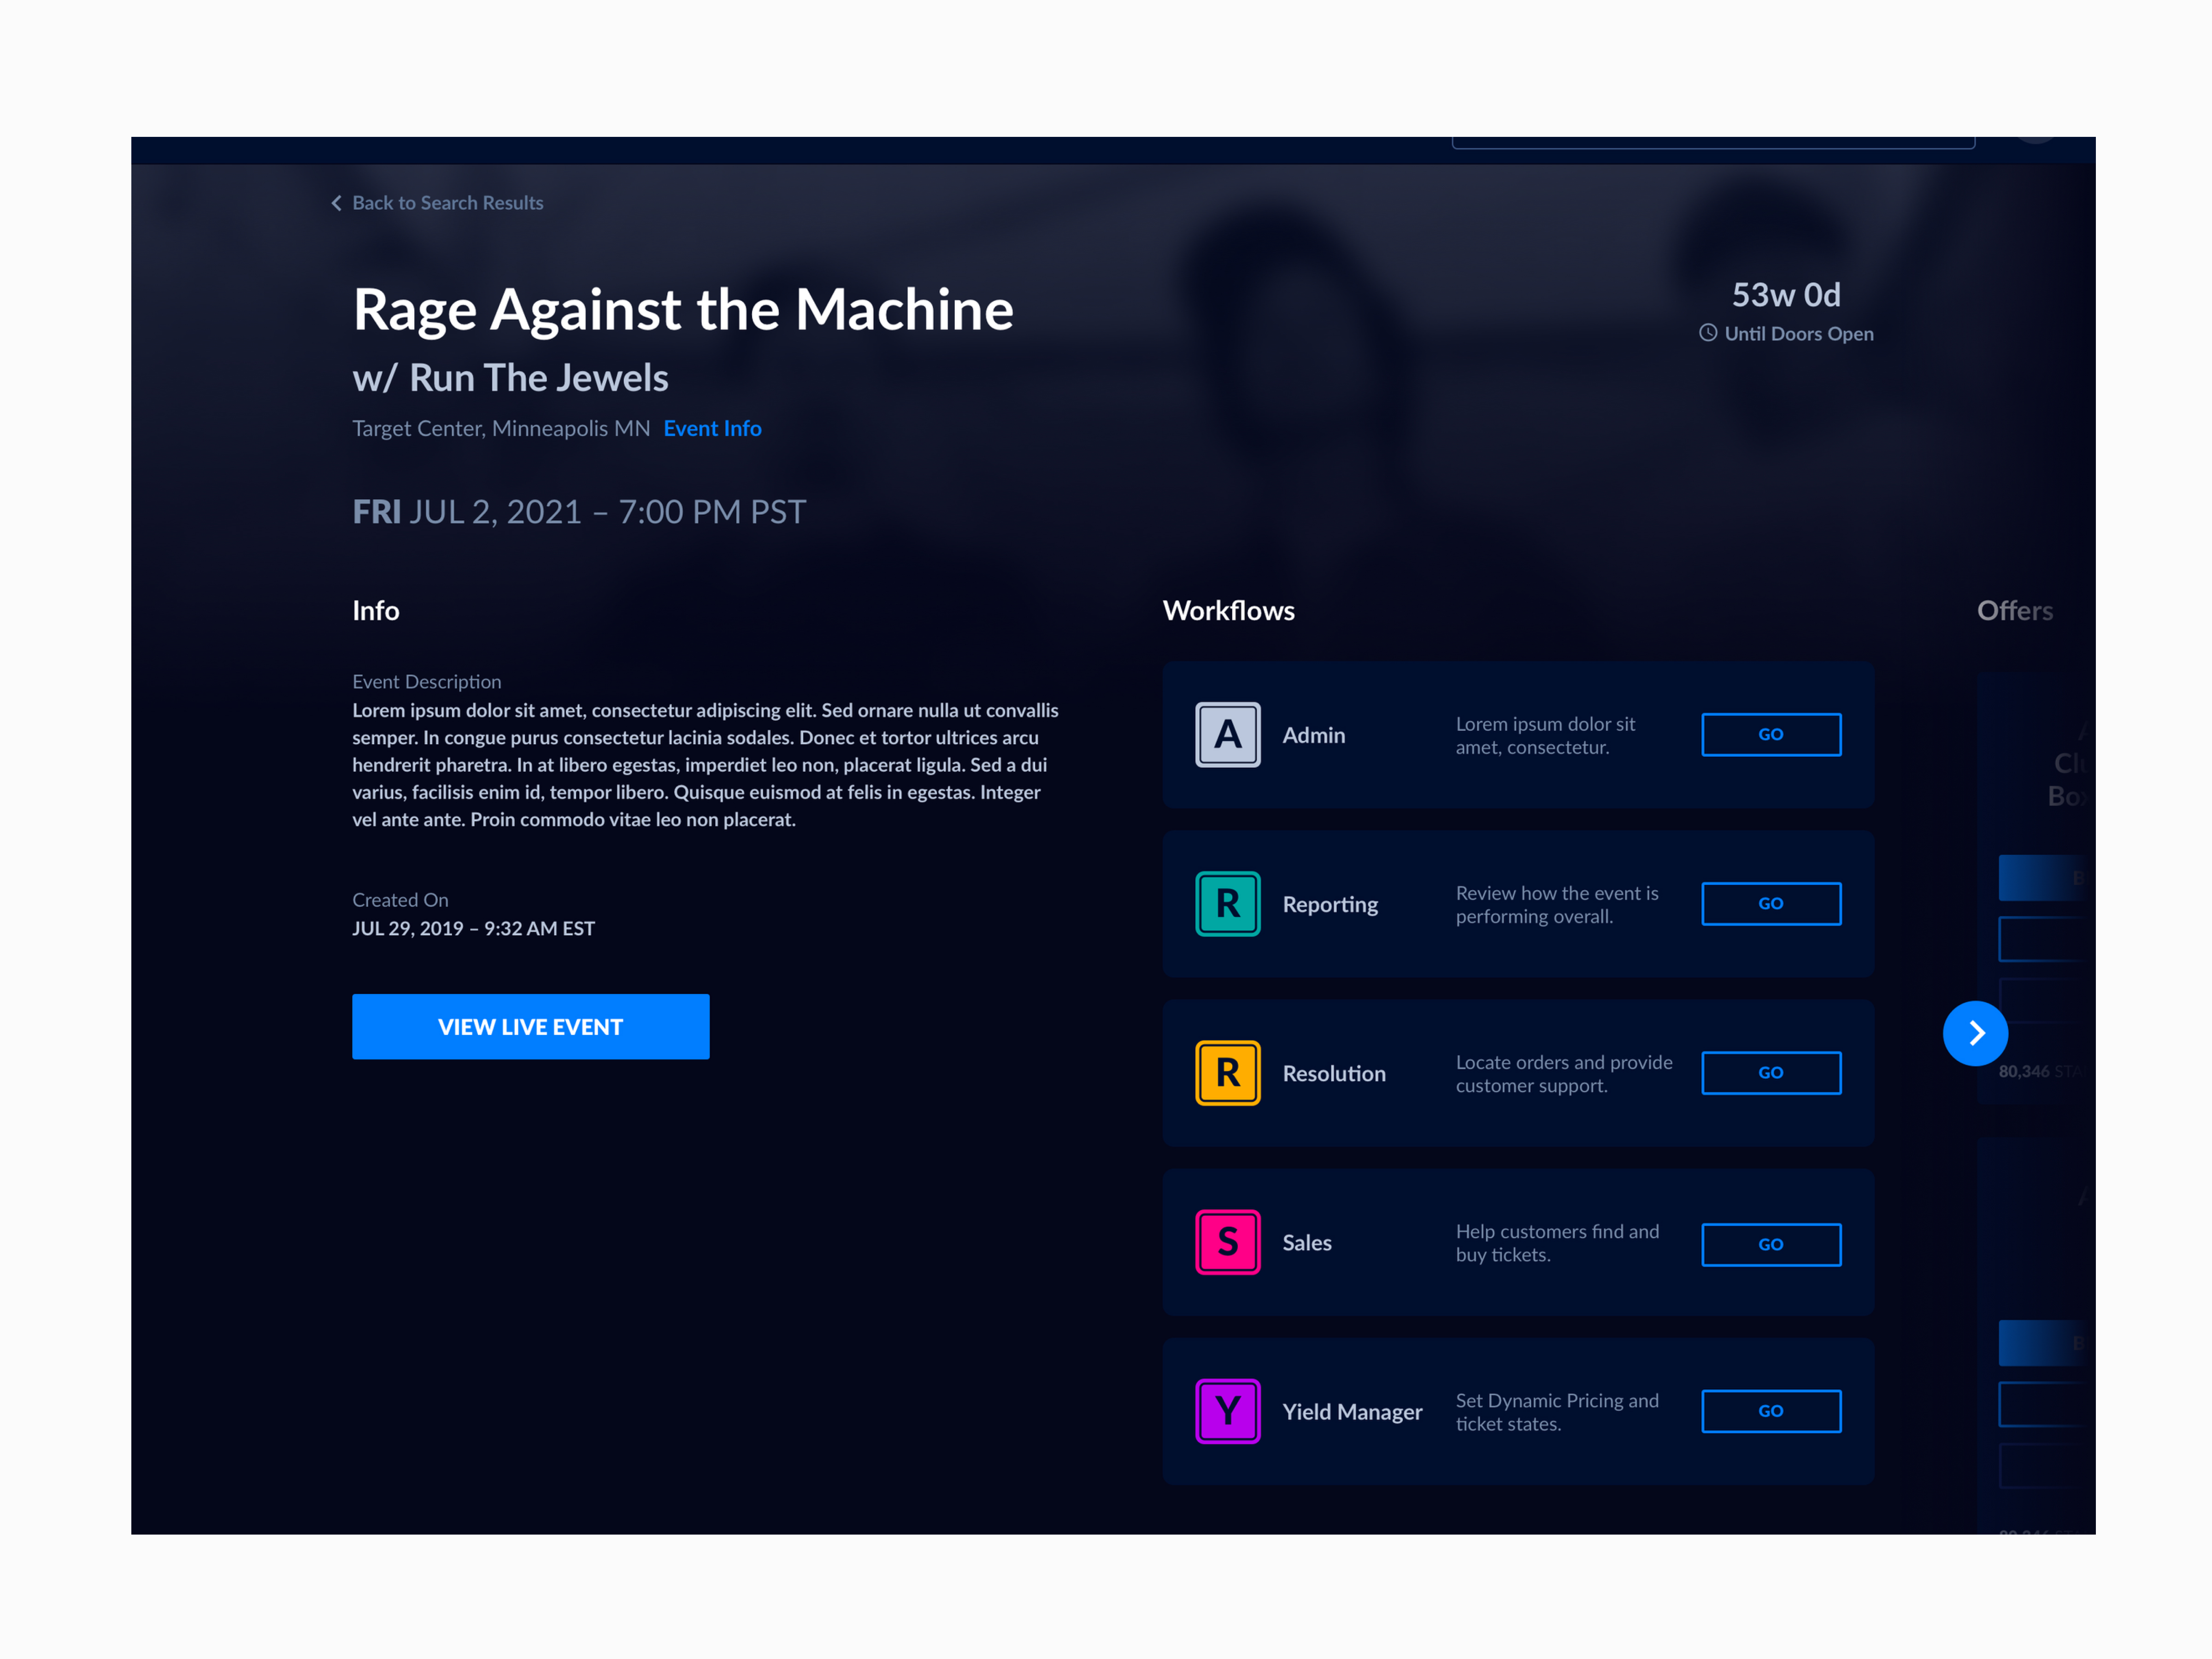 Back to Search Results
Rage Against the Machine
w/ Run The Jewels
Target Center, Minneapolis MN Event Info
FRI JUL 2, 2021 – 7:00 PM PST
53w 0d
Until Doors Open
Info
Event Description
Lorem ipsum dolor sit amet, consectetur adipiscing elit. Sed ornare nulla ut convallis
semper. In congue purus consectetur lacinia sodales. Donec et tortor ultrices arcu
hendrerit pharetra. In at libero egestas, imperdiet leo non, placerat ligula. Sed a dui
varius, facilisis enim id, tempor libero. Quisque euismod at felis in egestas. Integer
vel ante ante. Proin commodo vitae leo non placerat.
Created On
JUL 29, 2019 – 9:32 AM EST
VIEW LIVE EVENT
Workflows
A Admin
Lorem ipsum dolor sit
amet, consectetur.
GO
R Reporting
Review how the event is
performing overall.
GO
R Resolution
Locate orders and provide
customer support.
GO
S Sales
Help customers find and
buy tickets.
GO
Y Yield Manager
Set Dynamic Pricing and
ticket states.
GO
Offers
80,346